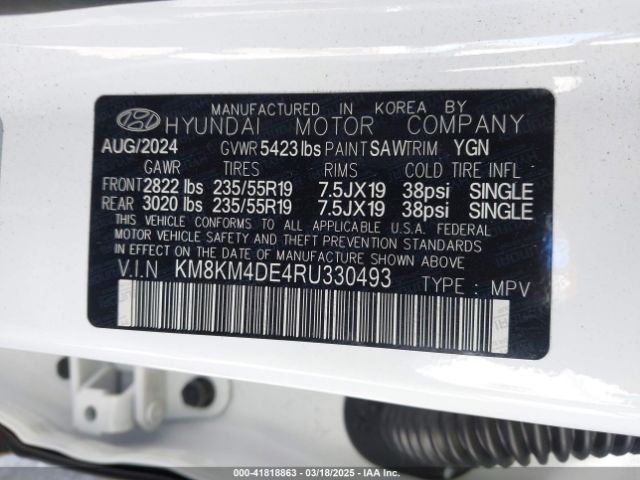 MANUFACTURED IN KOREA BY
HYUNDAI MOTOR COMPANY
AUG/2024 GVWR 5423 lbs PAINT SAW TRIM YGN
GAWR TIRES RIMS COLD TIRE INFL
FRONT 2822 lbs 235/55R19 7.5JX19 38psi SINGLE
REAR 3020 lbs 235/55R19 7.5JX19 38psi SINGLE
THIS VEHICLE CONFORMS TO ALL APPLICABLE U.S.A. FEDERAL
MOTOR VEHICLE SAFETY AND THEFT PREVENTION STANDARDS
IN EFFECT ON THE DATE OF MANUFACTURE SHOWN ABOVE.
V.I.N KM8KM4DE4RU330493 TYPE : MPV
000-41818863 — 03/18/2025 — IAA Inc.